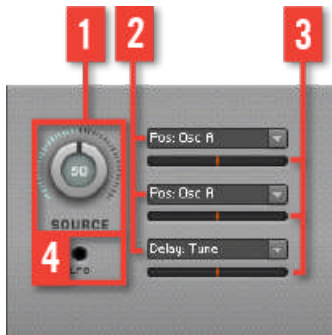 1 2 3
Pos: Osc A
50
SOURCE
Pos: Osc A
4
LFO
Delay: Tune